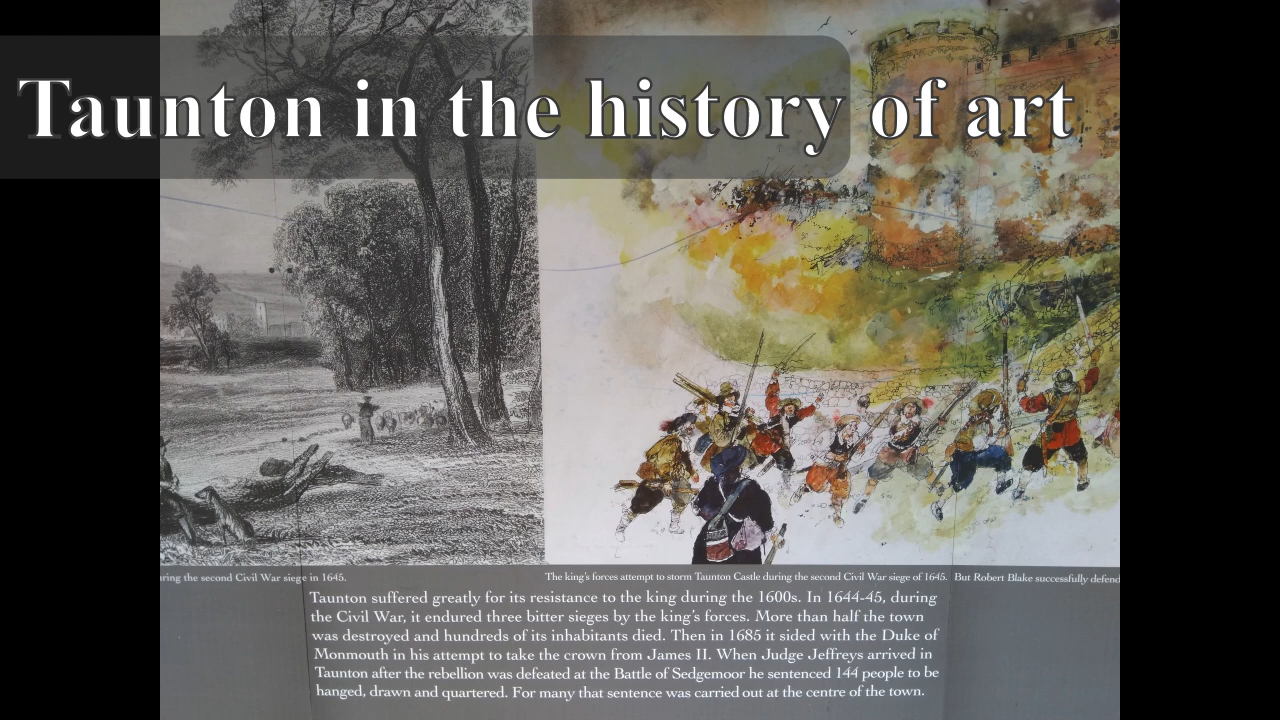 Taunton in the history of art
uring the second Civil War siege in 1645.
The king's forces attempt to storm Taunton Castle during the second Civil War siege of 1645. But Robert Blake successfully defend
Taunton suffered greatly for its resistance to the king during the 1600s. In 1644-45, during
the Civil War, it endured three bitter sieges by the king's forces. More than half the town
was destroyed and hundreds of its inhabitants died. Then in 1685 it sided with the Duke of
Monmouth in his attempt to take the crown from James II. When Judge Jeffreys arrived in
Taunton after the rebellion was defeated at the Battle of Sedgemoor he sentenced 144 people to be
hanged, drawn and quartered. For many that sentence was carried out at the centre of the town.